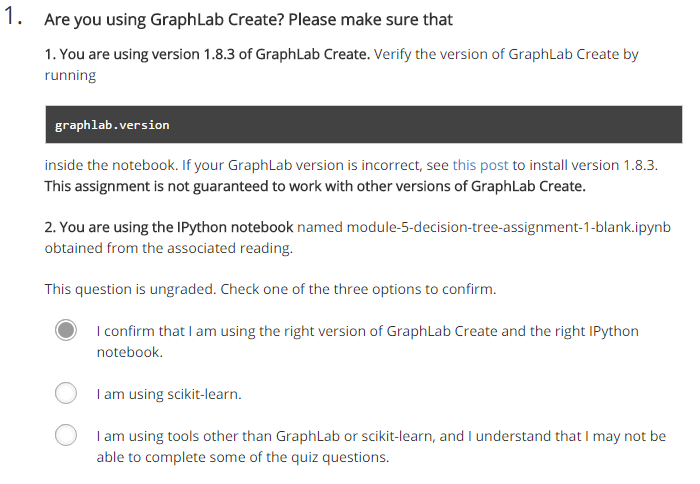 1. Are you using GraphLab Create? Please make sure that
1. You are using version 1.8.3 of GraphLab Create. Verify the version of GraphLab Create by
running
graphlab.version
inside the notebook. If your GraphLab version is incorrect, see this post to install version 1.8.3.
This assignment is not guaranteed to work with other versions of GraphLab Create.
2. You are using the IPython notebook named module-5-decision-tree-assignment-1-blank.ipynb
obtained from the associated reading.
This question is ungraded. Check one of the three options to confirm.
I confirm that I am using the right version of GraphLab Create and the right IPython
notebook.
I am using scikit-learn.
I am using tools other than GraphLab or scikit-learn, and I understand that I may not be
able to complete some of the quiz questions.